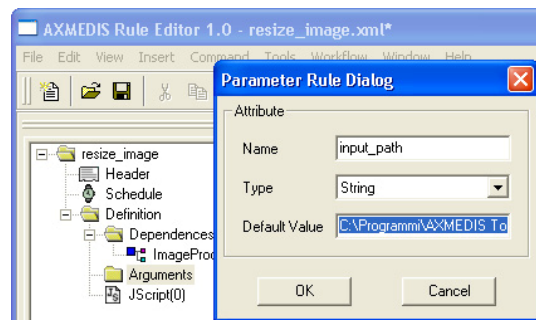 AXMEDIS Rule Editor 1.0 - resize_image.xml*
File Edit View Insert Command Tools Workflow Window Help
Parameter Rule Dialog
Attribute
Name input_path
Type String
Default Value C:\Programmi\AXMEDIS To
OK Cancel
resize_image
Header
Schedule
Definition
Dependences
ImageProc
Arguments
JScript(0)